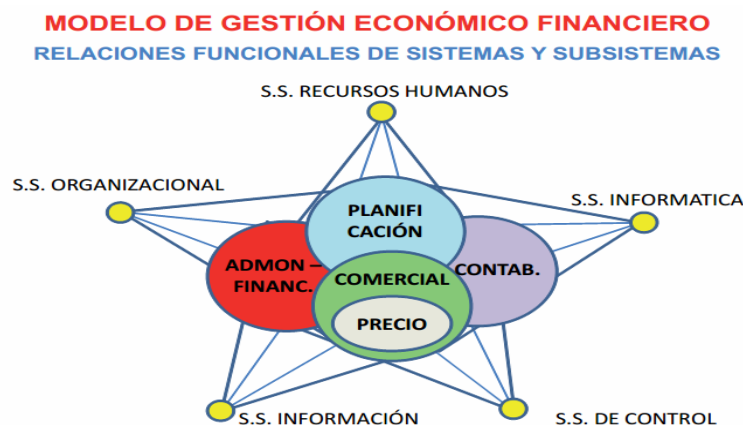 MODELO DE GESTIÓN ECONÓMICO FINANCIERO
RELACIONES FUNCIONALES DE SISTEMAS Y SUBSISTEMAS
S.S. RECURSOS HUMANOS
S.S. ORGANIZACIONAL
S.S. INFORMATICA
PLANIFI
CACIÓN
ADMON –
FINANC.
COMERCIAL
CONTAB.
PRECIO
S.S. INFORMACIÓN
S.S. DE CONTROL